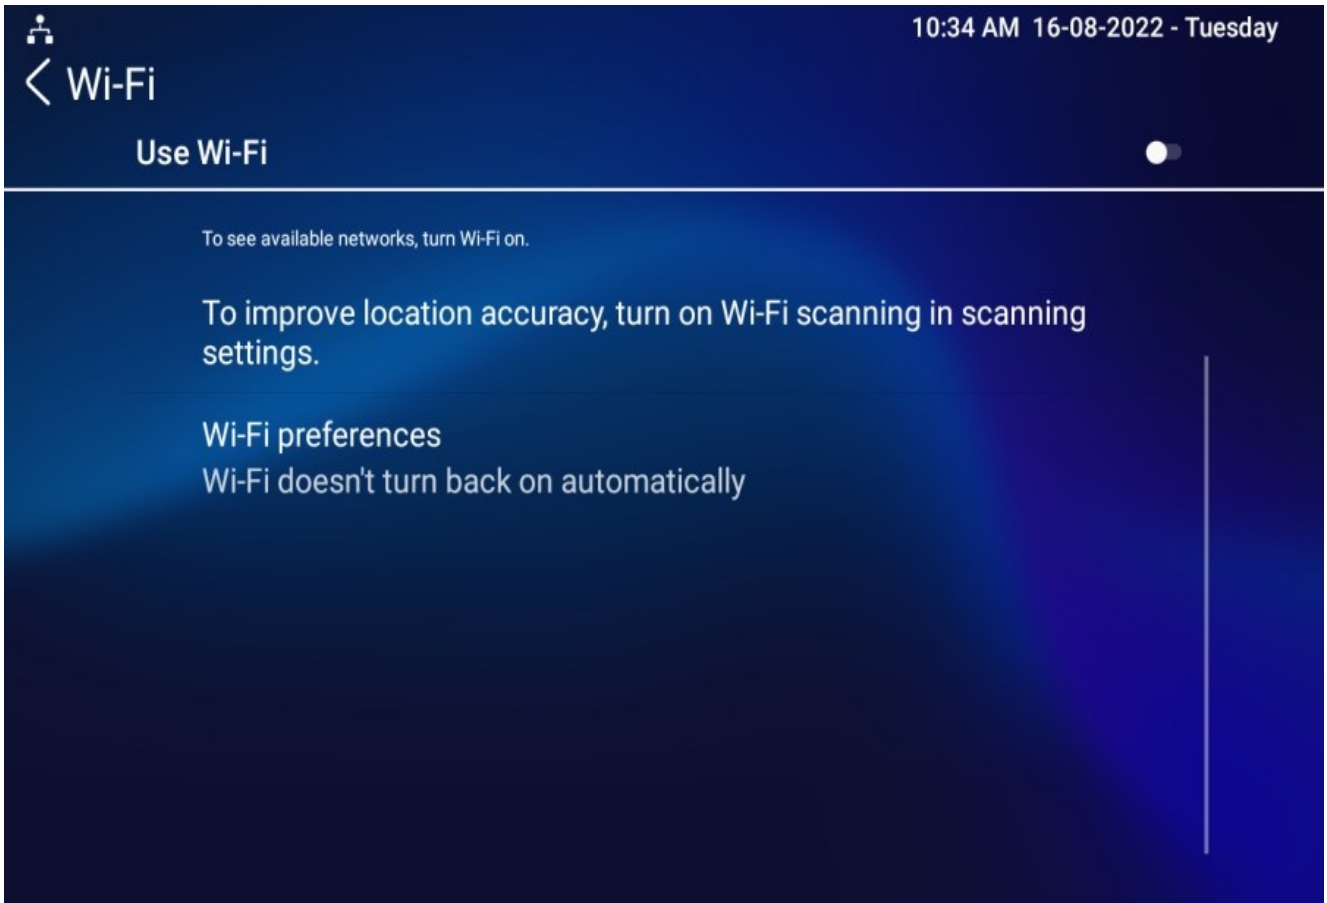 10:34 AM 16-08-2022 - Tuesday
Wi-Fi
Use Wi-Fi
To see available networks, turn Wi-Fi on.
To improve location accuracy, turn on Wi-Fi scanning in scanning
settings.
Wi-Fi preferences
Wi-Fi doesn't turn back on automatically